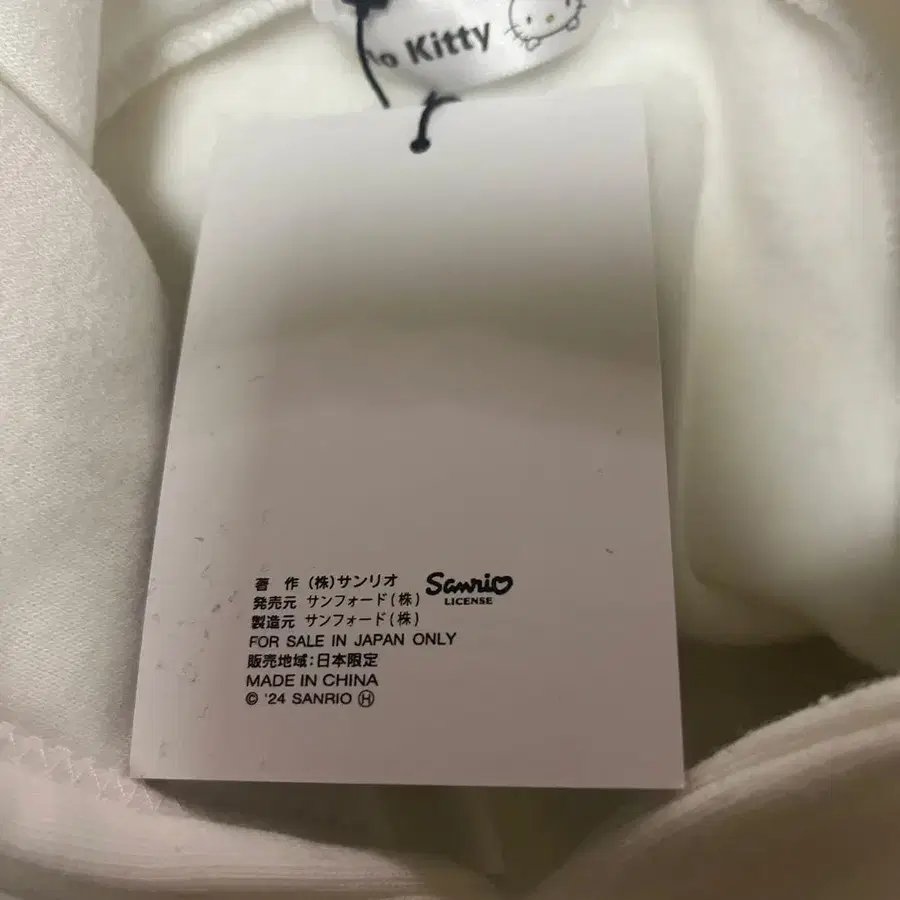 Kitty
著 作 (株)サンリオ
Sanrio
LICENSE
発売元 サンフォード(株)
製造元 サンフォード(株)
FOR SALE IN JAPAN ONLY
販売地域:日本限定
MADE IN CHINA
© '24 SANRIO Ⓗ